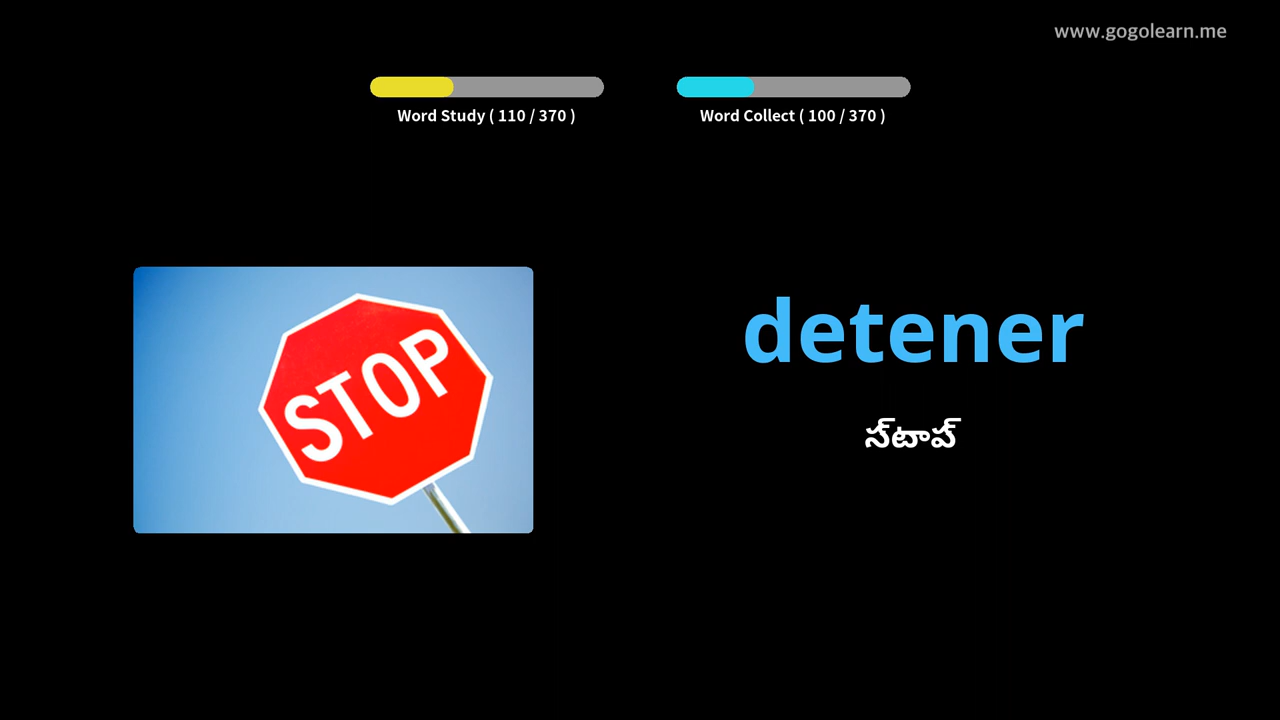 www.gogolearn.me
Word Study ( 110 / 370 )
Word Collect ( 100 / 370 )
STOP
detener
స్‌టాప్